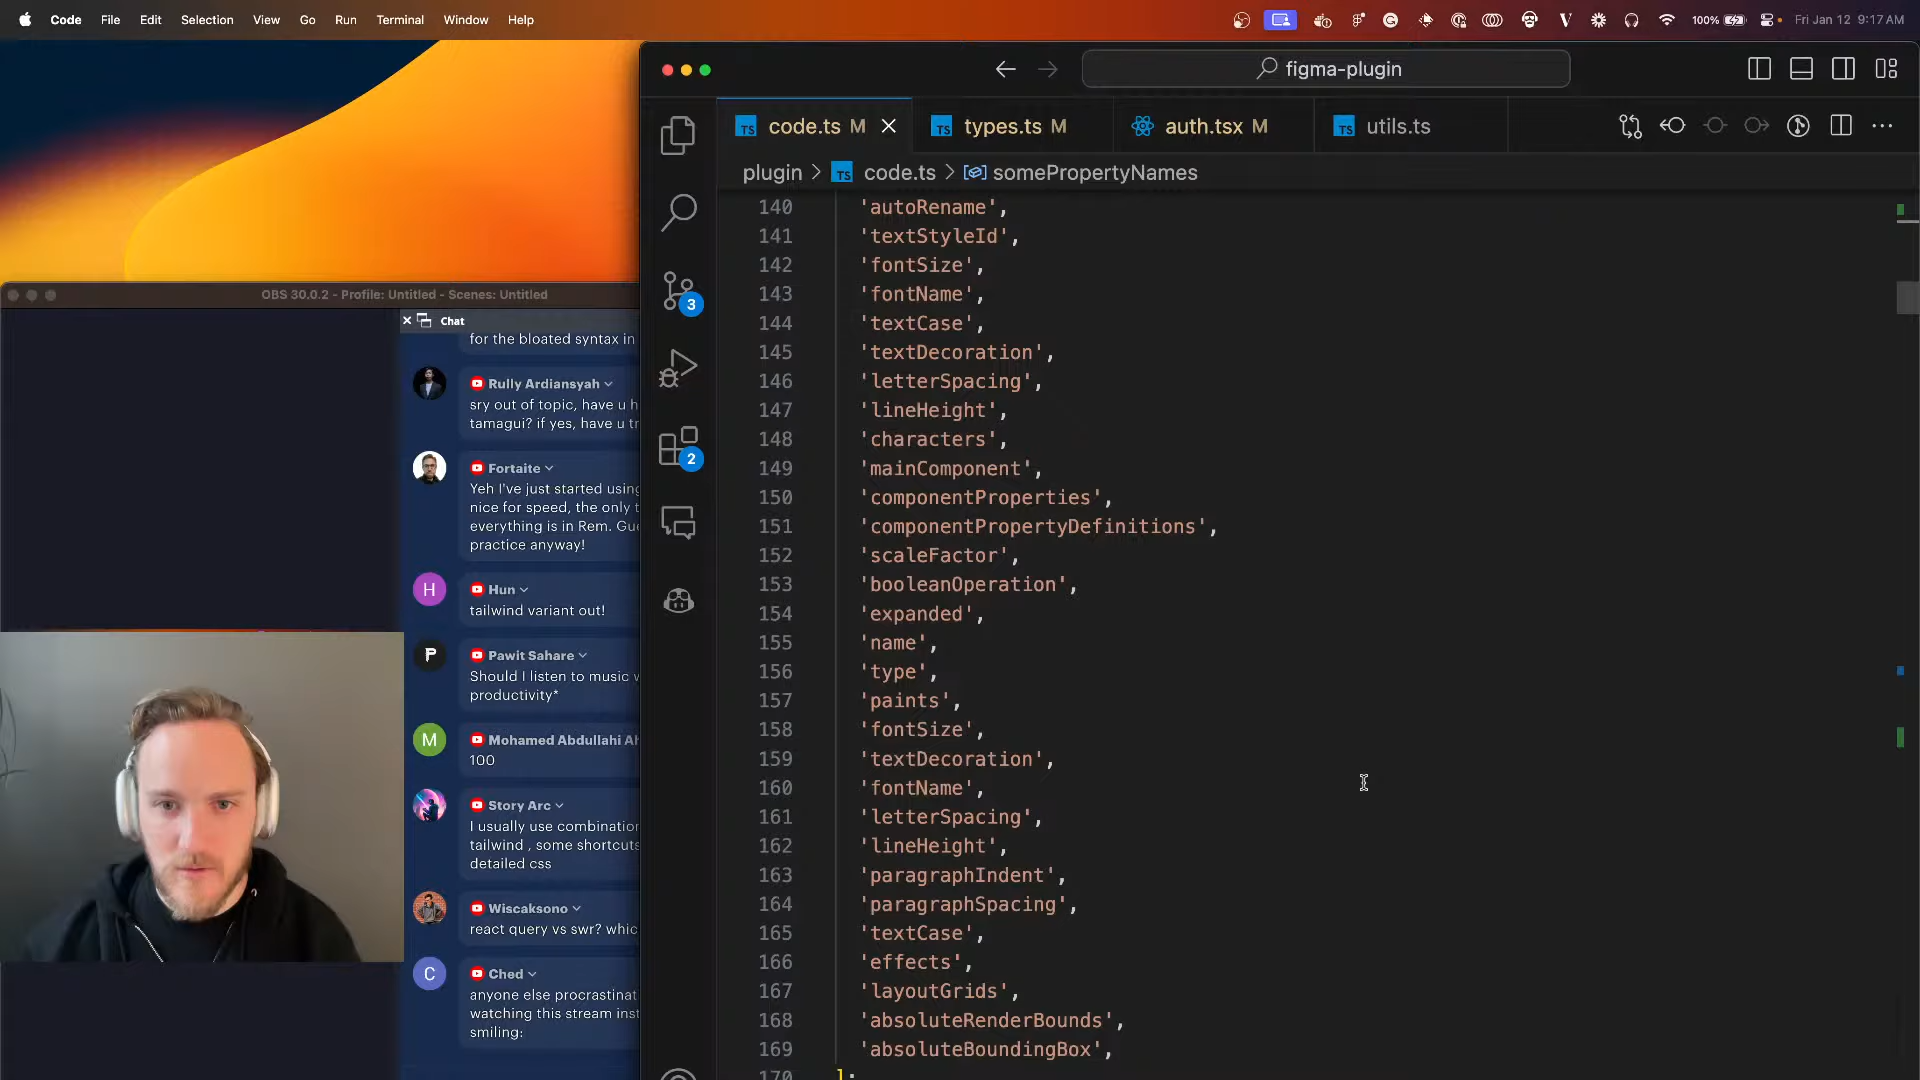 Code File Edit Selection View Go Run Terminal Window Help
100% Fri Jan 12 9:17 AM
figma-plugin
code.ts M types.ts M auth.tsx M utils.ts
plugin > code.ts > somePropertyNames
140 'autoRename',
141 'textStyleId',
142 'fontSize',
143 'fontName',
144 'textCase',
145 'textDecoration',
146 'letterSpacing',
147 'lineHeight',
148 'characters',
149 'mainComponent',
150 'componentProperties',
151 'componentPropertyDefinitions',
152 'scaleFactor',
153 'booleanOperation',
154 'expanded',
155 'name',
156 'type',
157 'paints',
158 'fontSize',
159 'textDecoration',
160 'fontName',
161 'letterSpacing',
162 'lineHeight',
163 'paragraphIndent',
164 'paragraphSpacing',
165 'textCase',
166 'effects',
167 'layoutGrids',
168 'absoluteRenderBounds',
169 'absoluteBoundingBox',
170 ];
3
2
OBS 30.0.2 - Profile: Untitled - Scenes: Untitled
Chat
for the bloated syntax in
Rully Ardiansyah
sry out of topic, have u h
tamagui? if yes, have u tr
Fortaite
Yeh I've just started using
nice for speed, the only t
everything is in Rem. Gue
practice anyway!
H
Hun
tailwind variant out!
P
Pawit Sahare
Should I listen to music w
productivity*
M
Mohamed Abdullahi Ah
100
Story Arc
I usually use combination
tailwind , some shortcuts
detailed css
Wiscaksono
react query vs swr? whic
C
Ched
anyone else procrastinat
watching this stream inst
smiling: